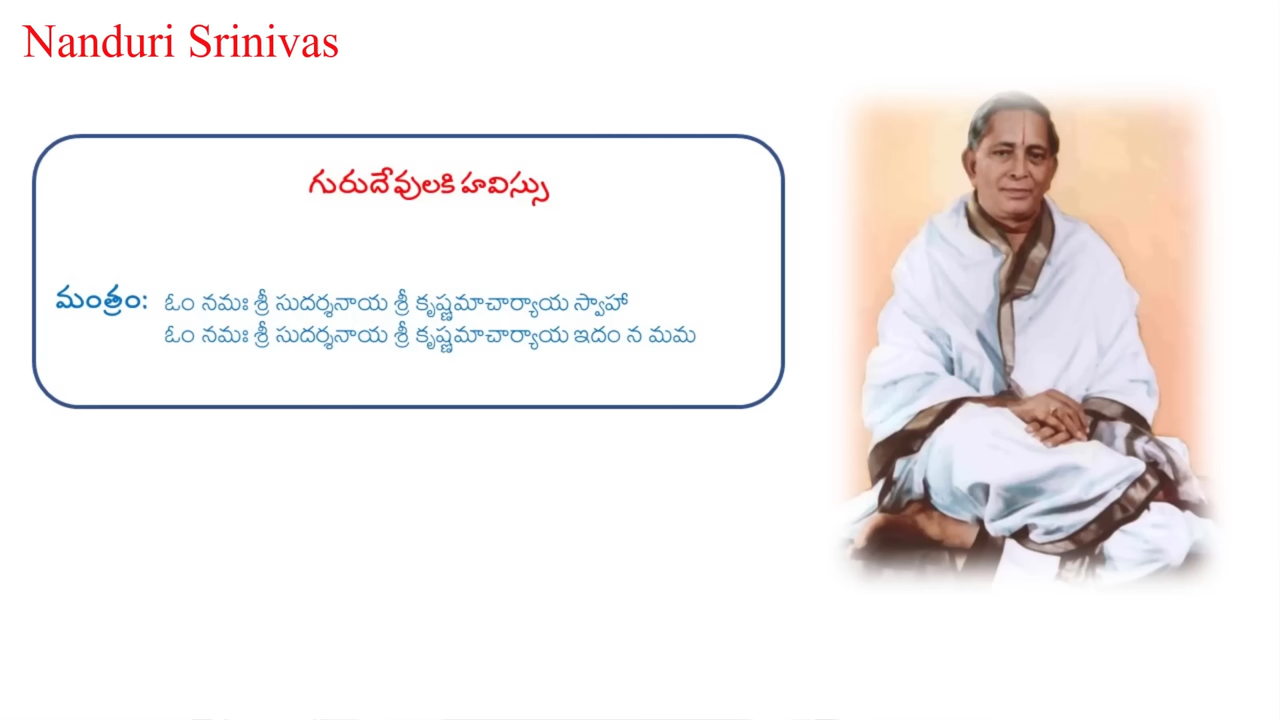 Nanduri Srinivas
గురుదేవులకి హవిస్సు
మంత్రం: ఓం నమః శ్రీ సుదర్శనాయ శ్రీ కృష్ణమాచార్యాయ స్వాహా
ఓం నమః శ్రీ సుదర్శనాయ శ్రీ కృష్ణమాచార్యాయ ఇదం న మమ